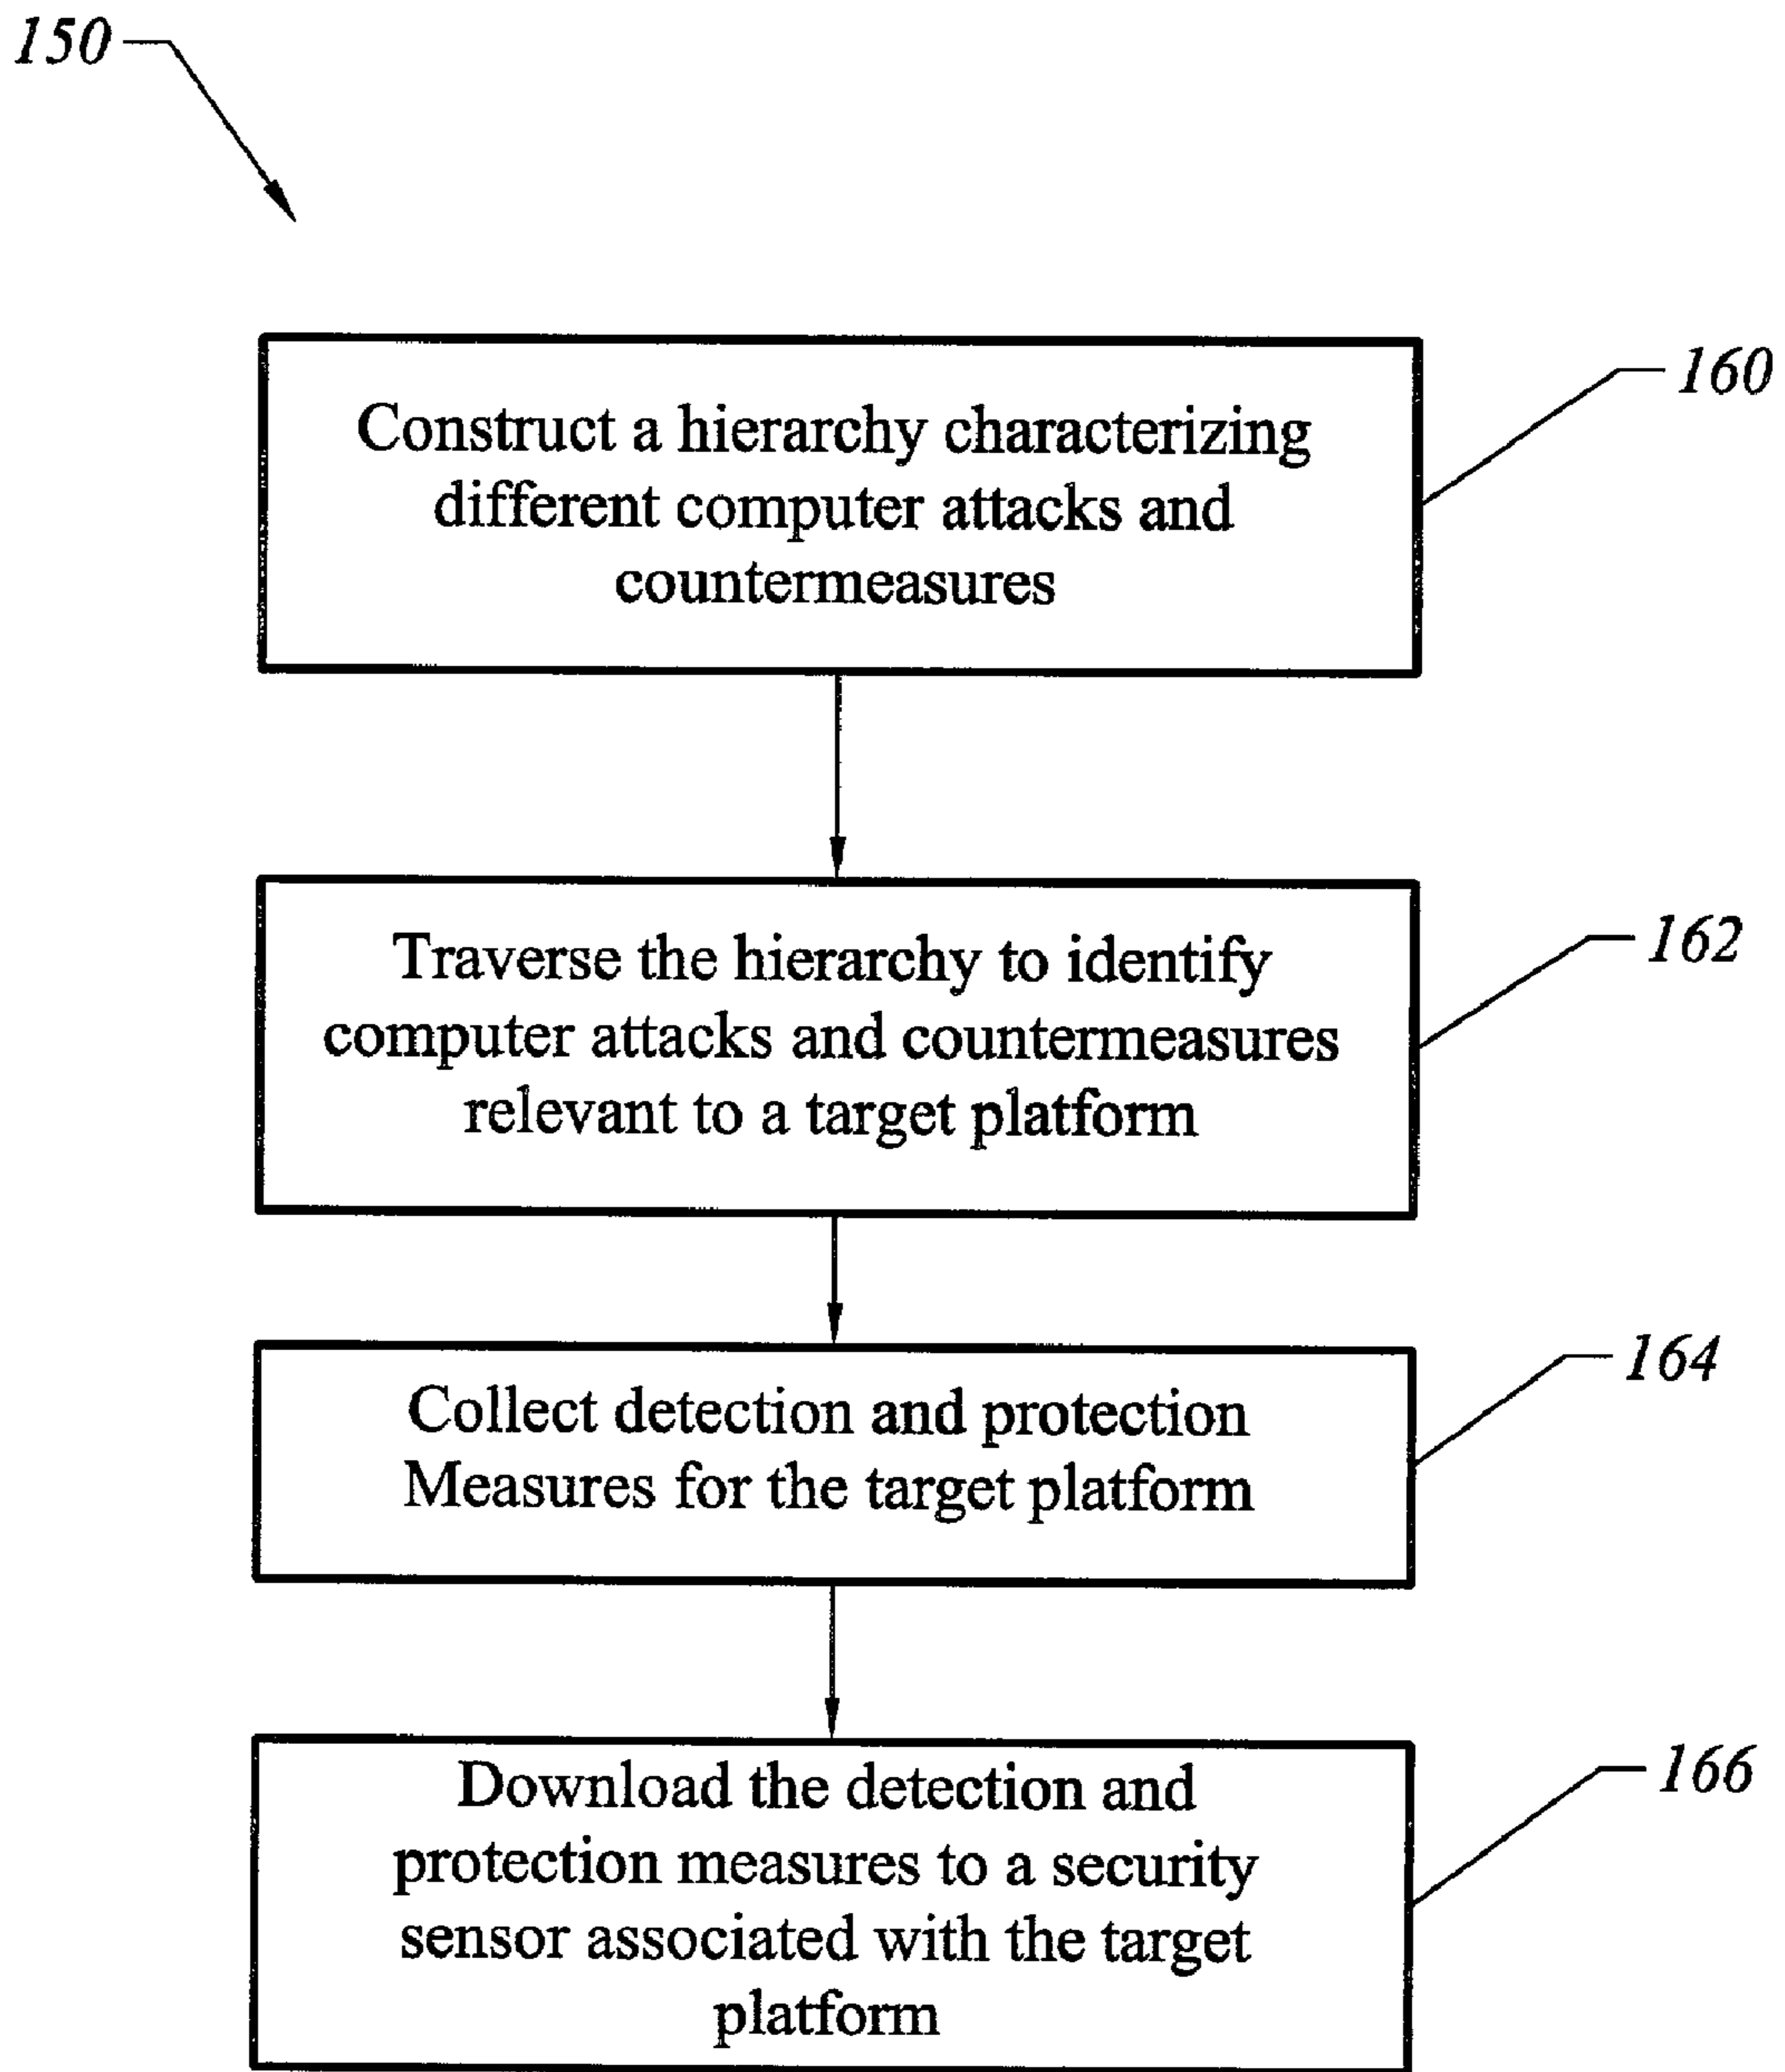 150
Construct a hierarchy characterizing
different computer attacks and
countermeasures
160
Traverse the hierarchy to identify
computer attacks and countermeasures
relevant to a target platform
162
Collect detection and protection
Measures for the target platform
164
Download the detection and
protection measures to a security
sensor associated with the target
platform
166